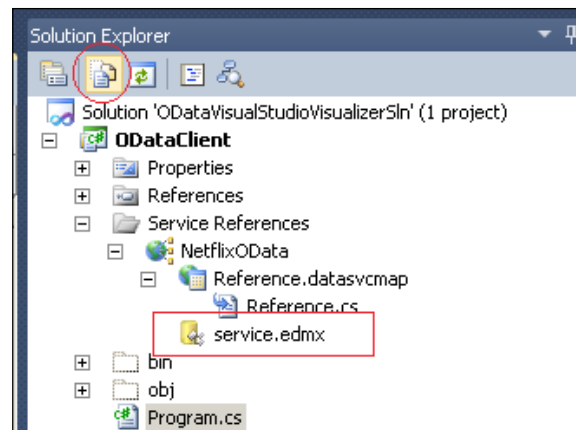 Solution Explorer
Solution 'ODataVisualStudioVisualizerSln' (1 project)
ODataClient
Properties
References
Service References
NetflixOData
Reference.datasvcmap
Reference.cs
service.edmx
bin
obj
Program.cs